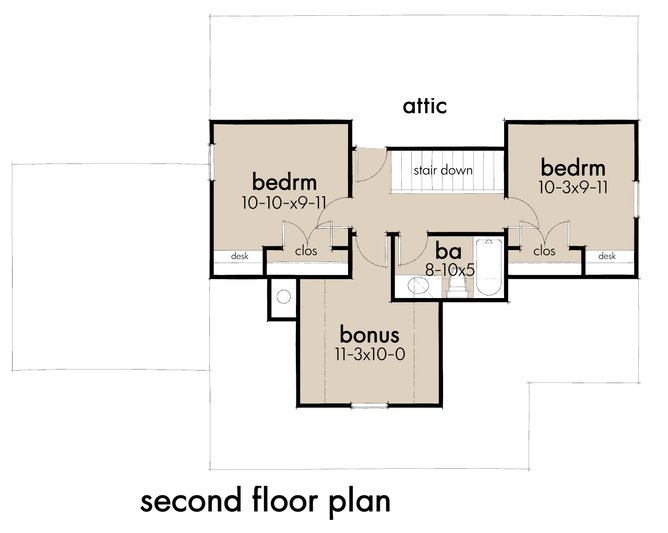 attic
stair down
bedrm
10-10-x9-11
bedrm
10-3x9-11
desk
clos
ba
8-10x5
clos
desk
bonus
11-3x10-0
second floor plan